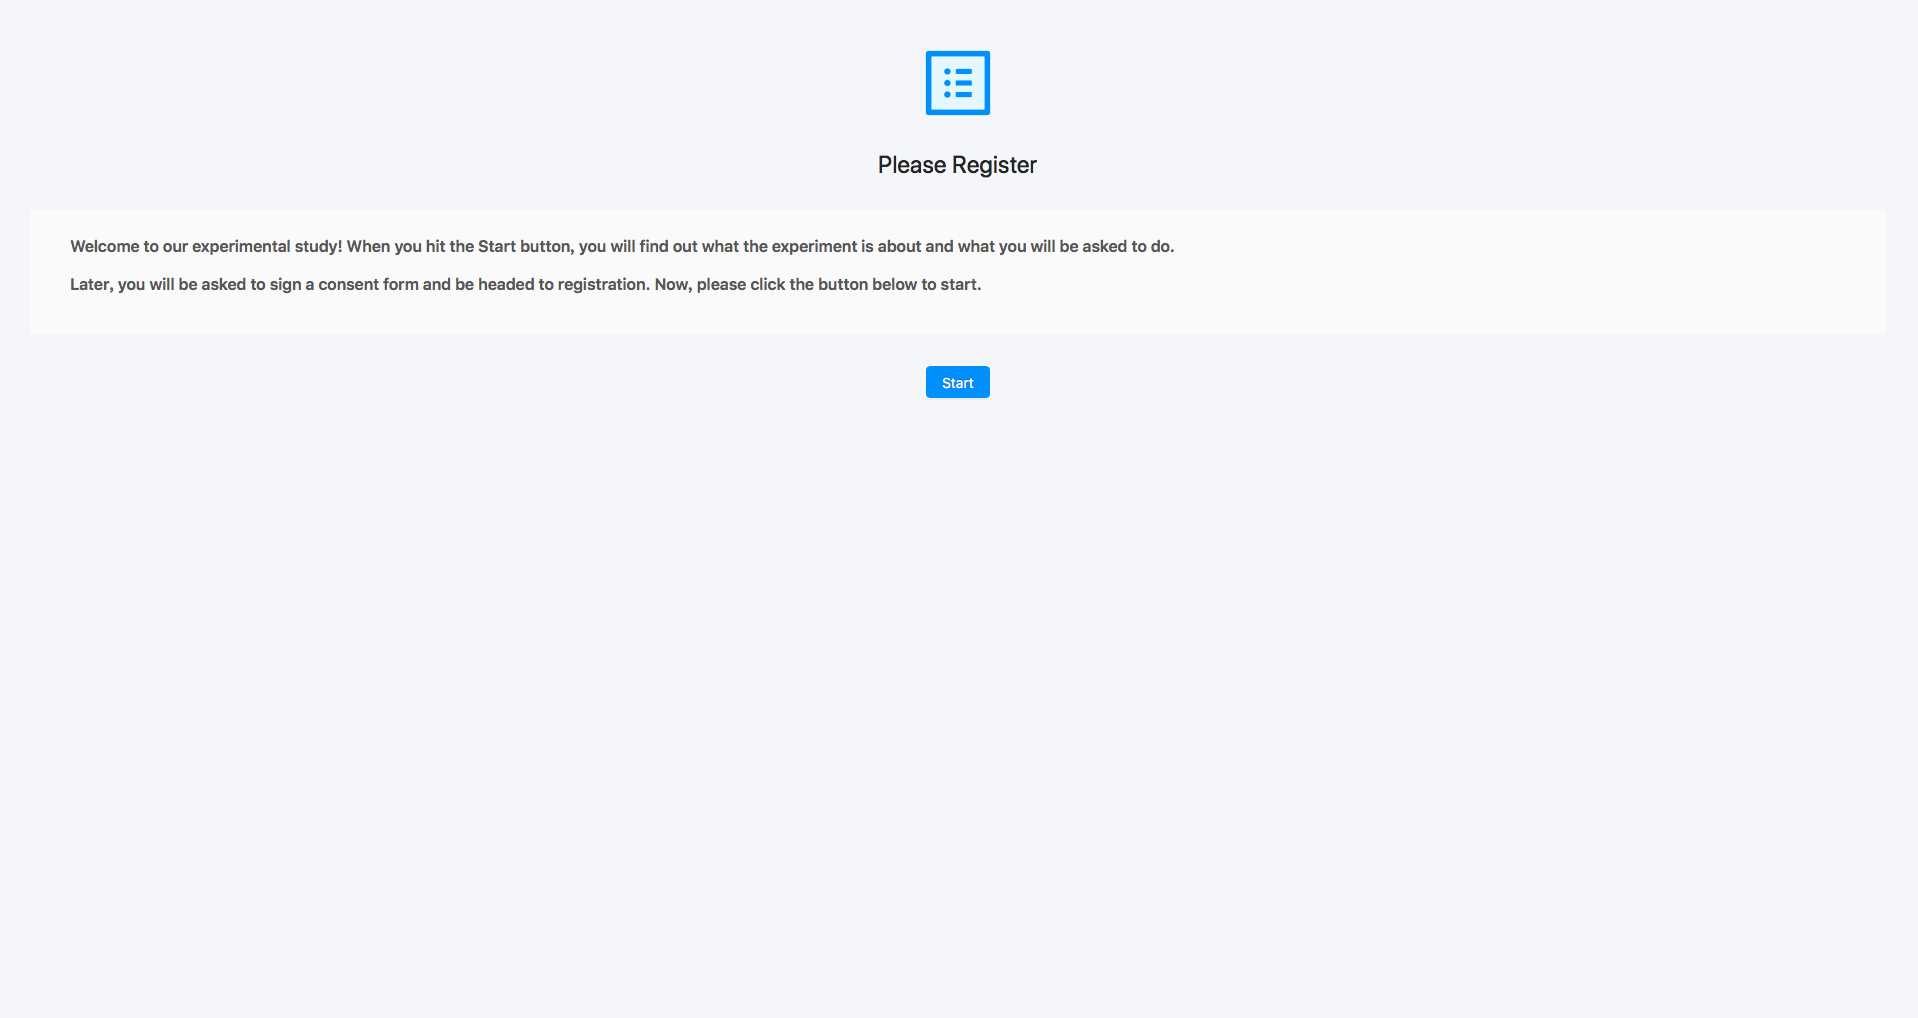 Please Register
Welcome to our experimental study! When you hit the Start button, you will find out what the experiment is about and what you will be asked to do.
Later, you will be asked to sign a consent form and be headed to registration. Now, please click the button below to start.
Start